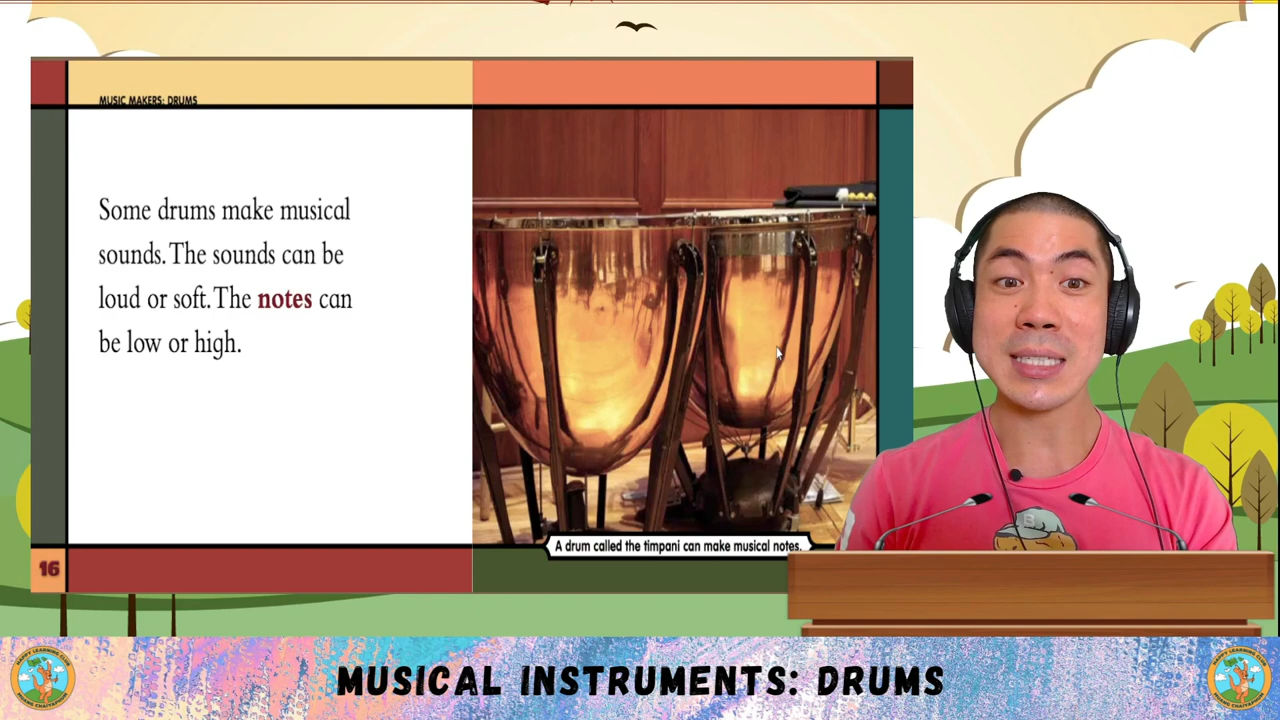 MUSIC MAKERS: DRUMS
Some drums make musical
sounds. The sounds can be
loud or soft. The notes can
be low or high.
A drum called the timpani can make musical notes.
16
MUSICAL INSTRUMENTS: DRUMS